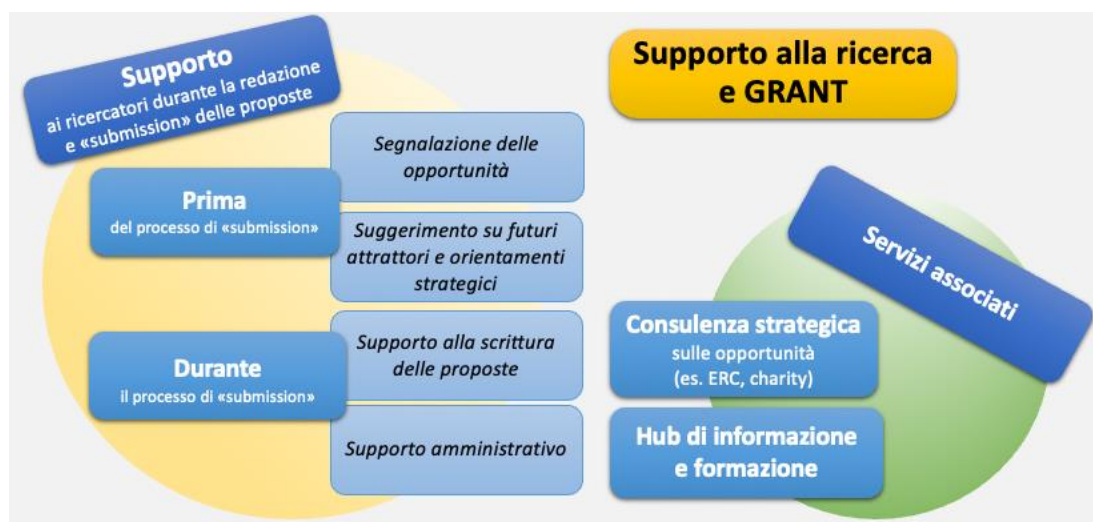 Supporto
ai ricercatori durante la redazione
e «submission» delle proposte
Prima
del processo di «submission»
Segnalazione delle
opportunità
Suggerimento su futuri
attrattori e orientamenti
strategici
Durante
il processo di «submission»
Supporto alla scrittura
delle proposte
Supporto amministrativo
Supporto alla ricerca
e GRANT
Servizi associati
Consulenza strategica
sulle opportunità
(es. ERC, charity)
Hub di informazione
e formazione